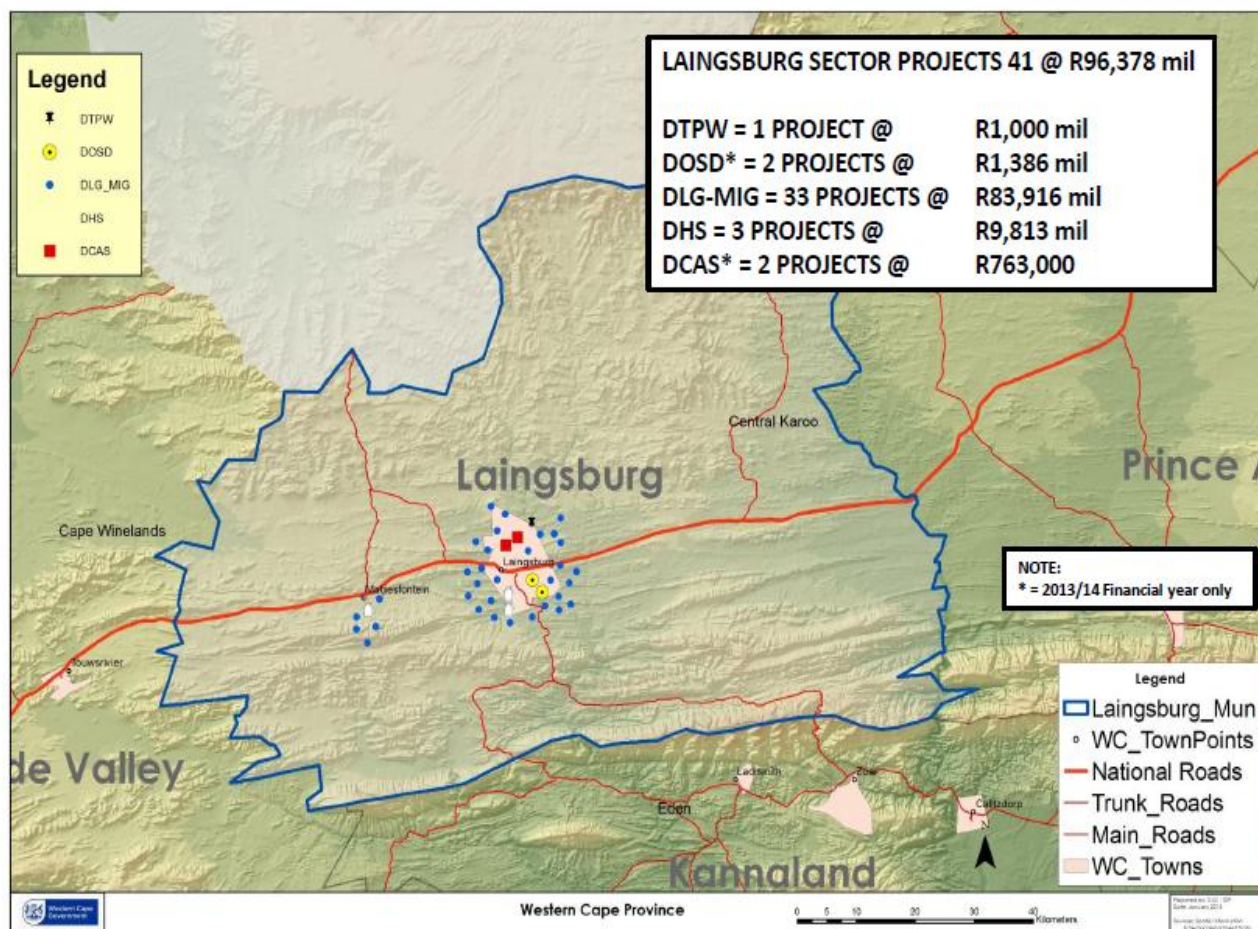 Legend
DTPW
DOSD
DLG_MIG
DHS
DCAS
LAINGSBURG SECTOR PROJECTS 41 @ R96,378 mil
DTPW = 1 PROJECT @ R1,000 mil
DOSD* = 2 PROJECTS @ R1,386 mil
DLG-MIG = 33 PROJECTS @ R83,916 mil
DHS = 3 PROJECTS @ R9,813 mil
DCAS* = 2 PROJECTS @ R763,000
Central Karoo
Laingsburg
Prince A
Cape Winelands
Laingsburg
Matjiesfontein
NOTE:
* = 2013/14 Financial year only
Touwsrivier
de Valley
Ladismith
Zoar
Eden
Calitzdorp
N
Kannaland
Legend
Laingsburg_Mun
WC_TownPoints
National Roads
Trunk_Roads
Main_Roads
WC_Towns
Western Cape
Government
Western Cape Province
0 5 10 20 30 40
Kilometers